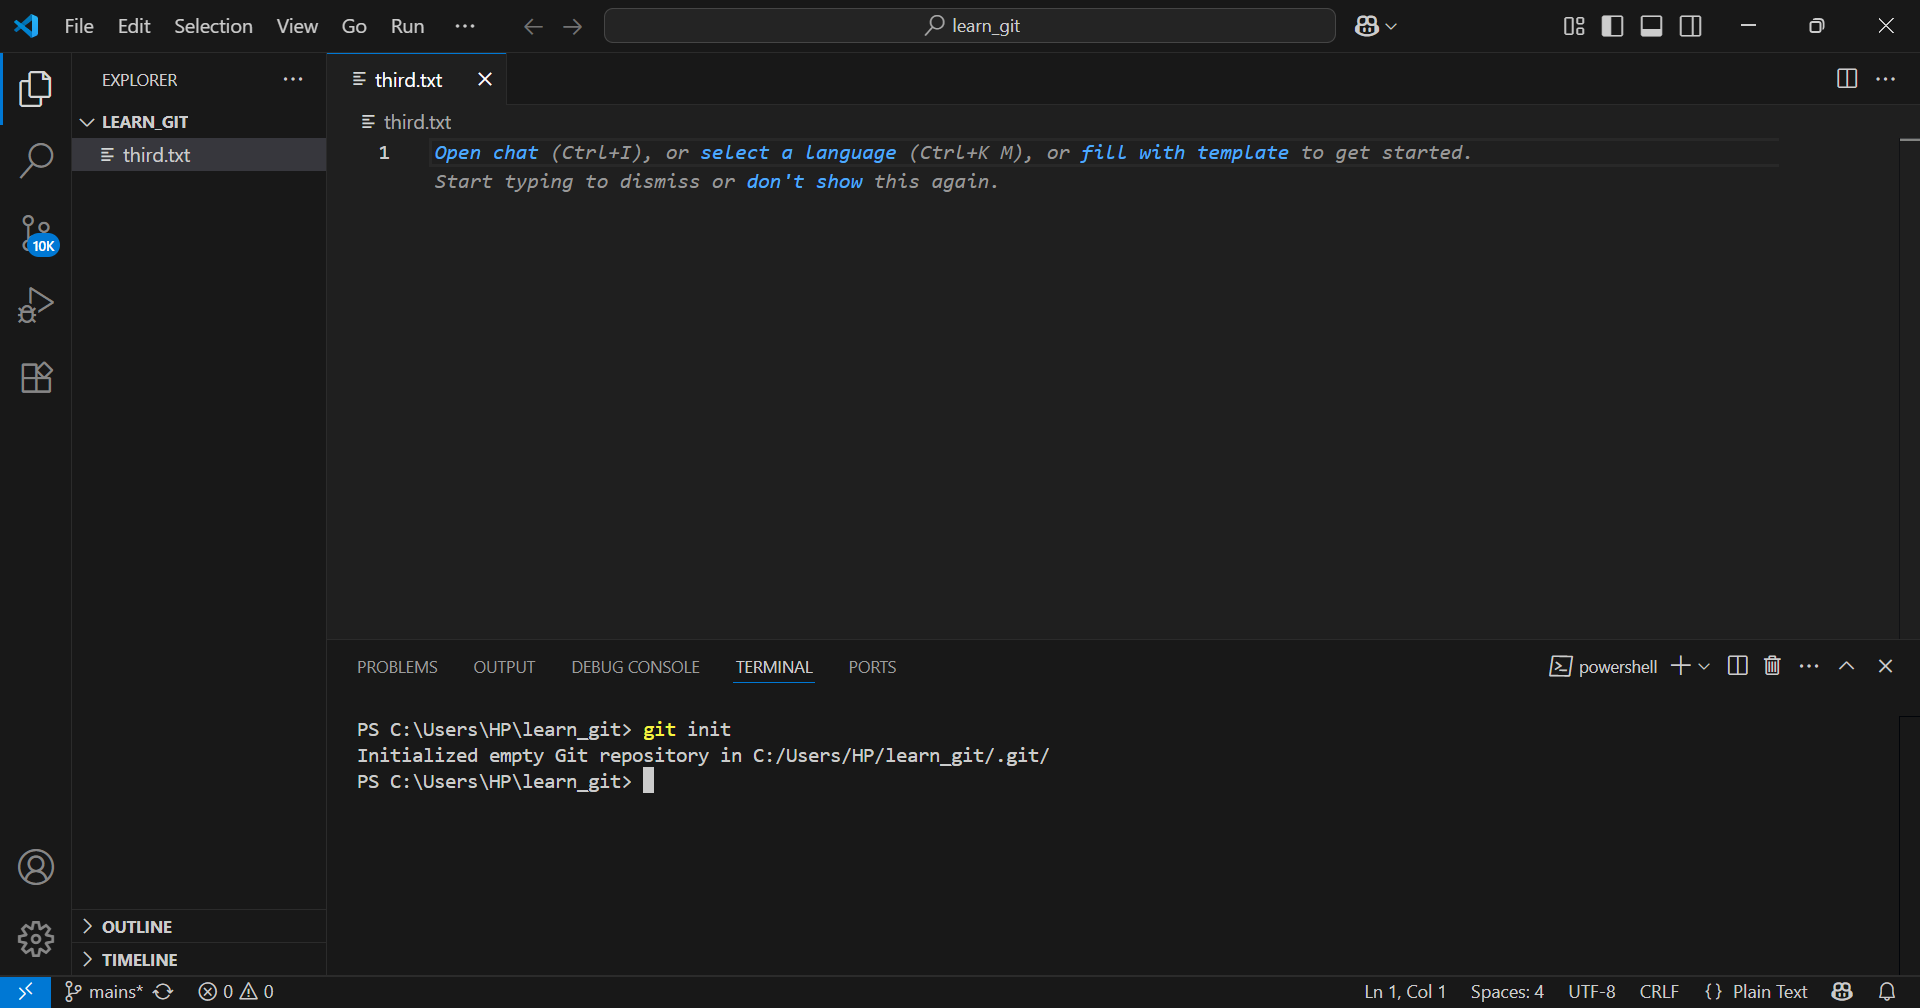 File Edit Selection View Go Run ··· learn_git
EXPLORER ···
LEARN_GIT
third.txt
10K
OUTLINE
TIMELINE
third.txt
third.txt
1 Open chat (Ctrl+I), or select a language (Ctrl+K M), or fill with template to get started.
Start typing to dismiss or don't show this again.
PROBLEMS OUTPUT DEBUG CONSOLE TERMINAL PORTS powershell
PS C:\Users\HP\learn_git> git init
Initialized empty Git repository in C:/Users/HP/learn_git/.git/
PS C:\Users\HP\learn_git>
mains* 0 0 Ln 1, Col 1 Spaces: 4 UTF-8 CRLF {} Plain Text